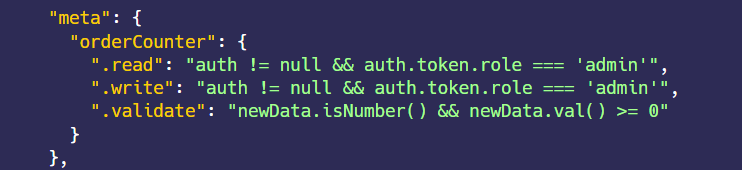 "meta": {
"orderCounter": {
".read": "auth != null && auth.token.role === 'admin'",
".write": "auth != null && auth.token.role === 'admin'",
".validate": "newData.isNumber() && newData.val() >= 0"
}
},